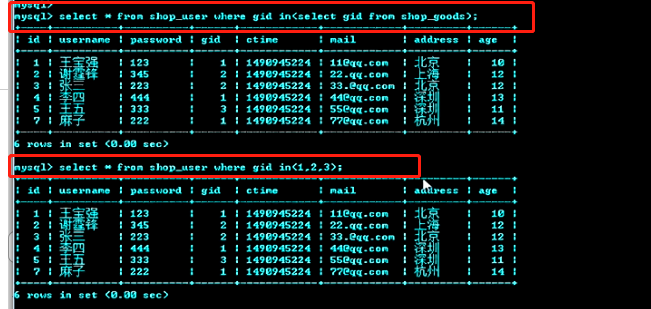 mysql>
mysql> select * from shop_user where gid in(select gid from shop_goods);
| id | username | password | gid | ctime | mail | address | age |
| 1 | 王宝强 | 123 | 1 | 1490945224 | 11@qq.com | 北京 | 10 |
| 2 | 谢霆锋 | 345 | 2 | 1490945224 | 22.qq.com | 上海 | 12 |
| 3 | 张三 | 223 | 2 | 1490945224 | 33.@qq.com | 北京 | 12 |
| 4 | 李四 | 444 | 1 | 1490945224 | 44@qq.com | 深圳 | 13 |
| 5 | 王五 | 333 | 3 | 1490945224 | 55@qq.com | 深圳 | 11 |
| 7 | 麻子 | 222 | 1 | 1490945224 | 77@qq.com | 杭州 | 14 |
6 rows in set (0.00 sec)
mysql> select * from shop_user where gid in(1,2,3);
| id | username | password | gid | ctime | mail | address | age |
| 1 | 王宝强 | 123 | 1 | 1490945224 | 11@qq.com | 北京 | 10 |
| 2 | 谢霆锋 | 345 | 2 | 1490945224 | 22.qq.com | 上海 | 12 |
| 3 | 张三 | 223 | 2 | 1490945224 | 33.@qq.com | 北京 | 12 |
| 4 | 李四 | 444 | 1 | 1490945224 | 44@qq.com | 深圳 | 13 |
| 5 | 王五 | 333 | 3 | 1490945224 | 55@qq.com | 深圳 | 11 |
| 7 | 麻子 | 222 | 1 | 1490945224 | 77@qq.com | 杭州 | 14 |
6 rows in set (0.00 sec)